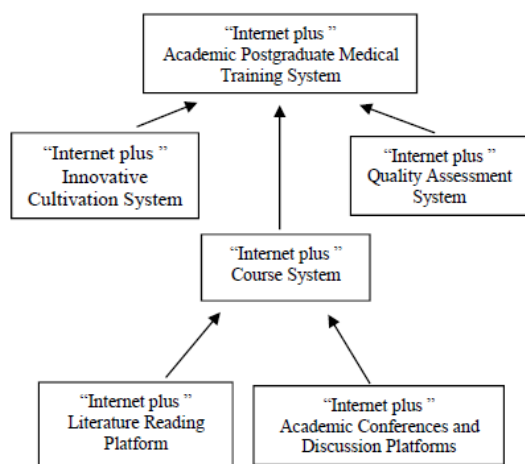 “Internet plus ”
Academic Postgraduate Medical
Training System
“Internet plus ”
Innovative
Cultivation System
“Internet plus ”
Quality Assessment
System
“Internet plus ”
Course System
“Internet plus ”
Literature Reading
Platform
“Internet plus ”
Academic Conferences and
Discussion Platforms